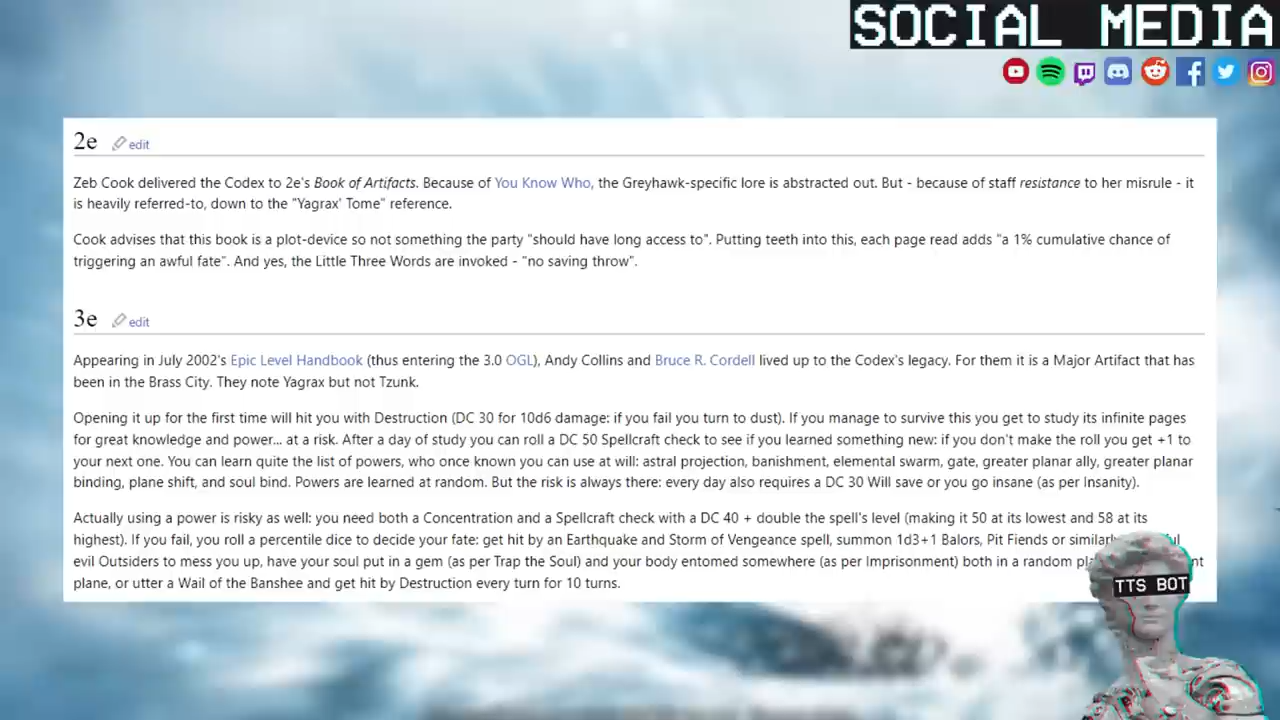 SOCIAL MEDIA
2e edit
Zeb Cook delivered the Codex to 2e's Book of Artifacts. Because of You Know Who, the Greyhawk-specific lore is abstracted out. But - because of staff resistance to her misrule - it
is heavily referred-to, down to the "Yagrax' Tome" reference.
Cook advises that this book is a plot-device so not something the party "should have long access to". Putting teeth into this, each page read adds "a 1% cumulative chance of
triggering an awful fate". And yes, the Little Three Words are invoked - "no saving throw".
3e edit
Appearing in July 2002's Epic Level Handbook (thus entering the 3.0 OGL), Andy Collins and Bruce R. Cordell lived up to the Codex's legacy. For them it is a Major Artifact that has
been in the Brass City. They note Yagrax but not Tzunk.
Opening it up for the first time will hit you with Destruction (DC 30 for 10d6 damage: if you fail you turn to dust). If you manage to survive this you get to study its infinite pages
for great knowledge and power... at a risk. After a day of study you can roll a DC 50 Spellcraft check to see if you learned something new: if you don't make the roll you get +1 to
your next one. You can learn quite the list of powers, who once known you can use at will: astral projection, banishment, elemental swarm, gate, greater planar ally, greater planar
binding, plane shift, and soul bind. Powers are learned at random. But the risk is always there: every day also requires a DC 30 Will save or you go insane (as per Insanity).
Actually using a power is risky as well: you need both a Concentration and a Spellcraft check with a DC 40 + double the spell's level (making it 50 at its lowest and 58 at its
highest). If you fail, you roll a percentile dice to decide your fate: get hit by an Earthquake and Storm of Vengeance spell, summon 1d3+1 Balors, Pit Fiends or
evil Outsiders to mess you up, have your soul put in a gem (as per Trap the Soul) and your body entomed somewhere (as per Imprisonment) both in a random
plane, or utter a Wail of the Banshee and get hit by Destruction every turn for 10 turns.
TTS BOT